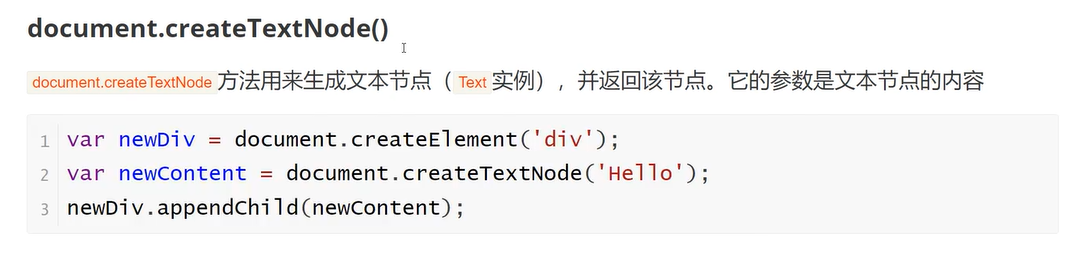 document.createTextNode()
document.createTextNode方法用来生成文本节点（Text实例），并返回该节点。它的参数是文本节点的内容
1 var newDiv = document.createElement('div');
2 var newContent = document.createTextNode('Hello');
3 newDiv.appendChild(newContent);